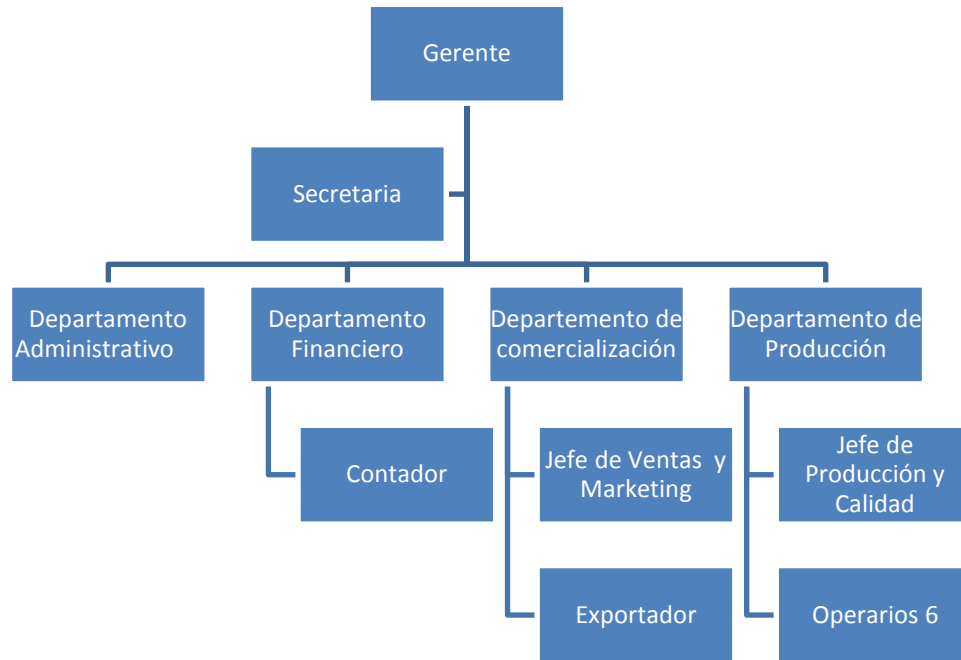 Gerente
Secretaria
Departamento
Administrativo
Departamento
Financiero
Departemento de
comercialización
Departamento de
Producción
Contador
Jefe de Ventas y
Marketing
Jefe de
Producción y
Calidad
Exportador
Operarios 6